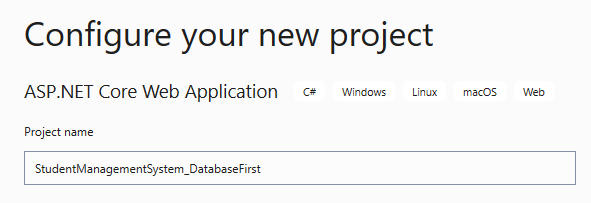 Configure your new project
ASP.NET Core Web Application C# Windows Linux macOS Web
Project name
StudentManagementSystem_DatabaseFirst